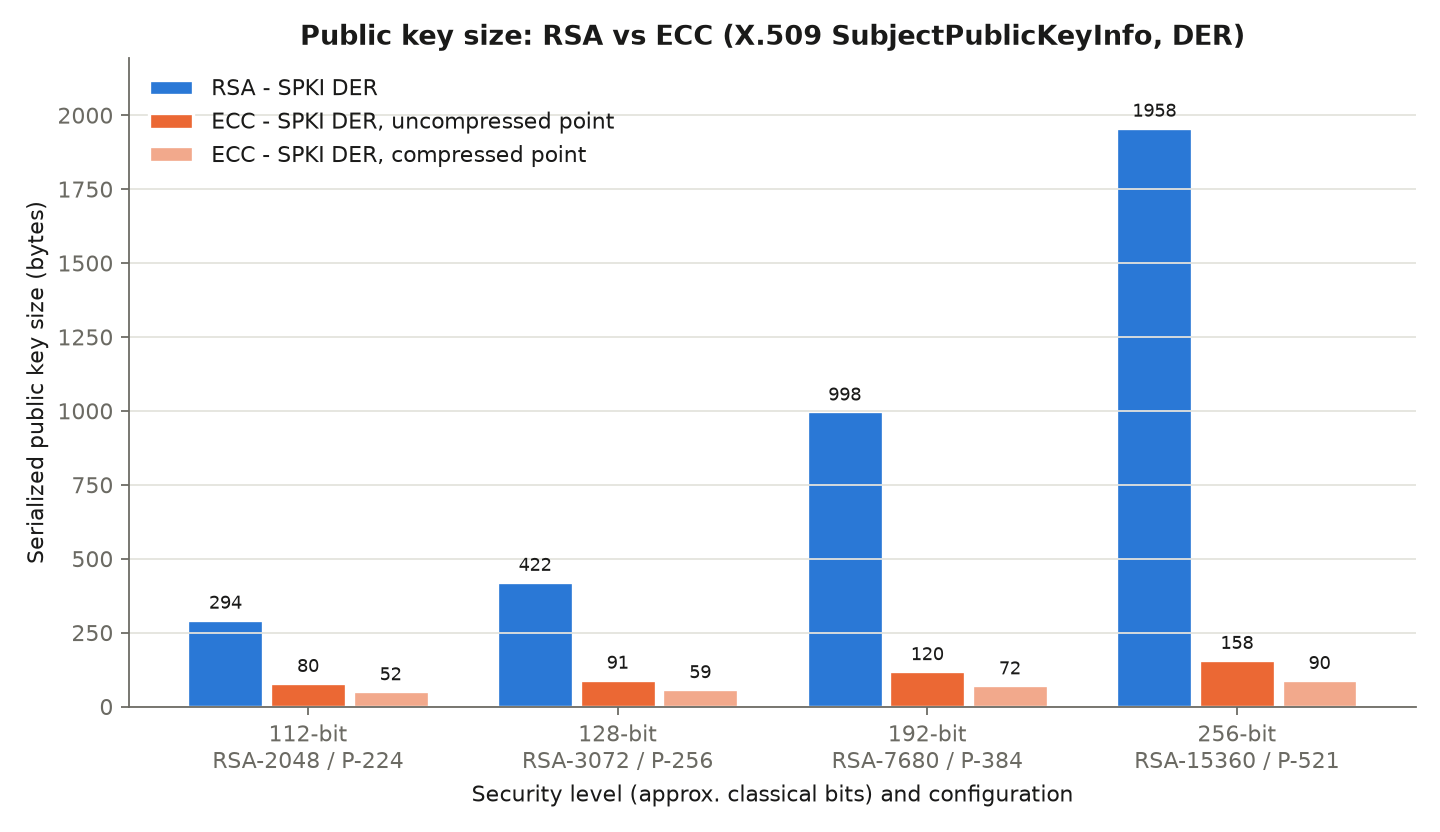 Public key size: RSA vs ECC (X.509 SubjectPublicKeyInfo, DER)
RSA - SPKI DER
ECC - SPKI DER, uncompressed point
ECC - SPKI DER, compressed point
Serialized public key size (bytes)
2000
1750
1500
1250
1000
750
500
250
0
294
80
52
422
91
59
998
120
72
1958
158
90
112-bit
RSA-2048 / P-224
128-bit
RSA-3072 / P-256
192-bit
RSA-7680 / P-384
256-bit
RSA-15360 / P-521
Security level (approx. classical bits) and configuration